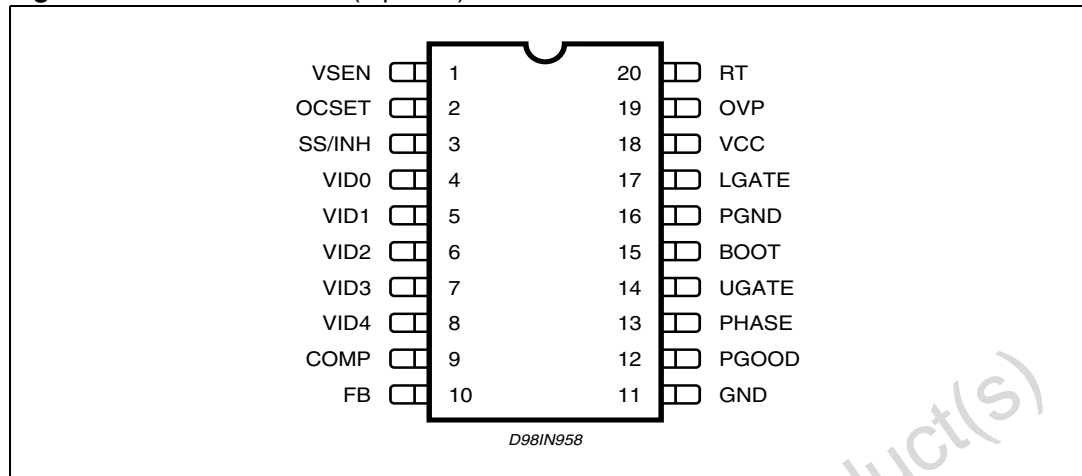 VSEN 1 20 RT
OCSET 2 19 OVP
SS/INH 3 18 VCC
VID0 4 17 LGATE
VID1 5 16 PGND
VID2 6 15 BOOT
VID3 7 14 UGATE
VID4 8 13 PHASE
COMP 9 12 PGOOD
FB 10 11 GND
D98IN958
duct(s)